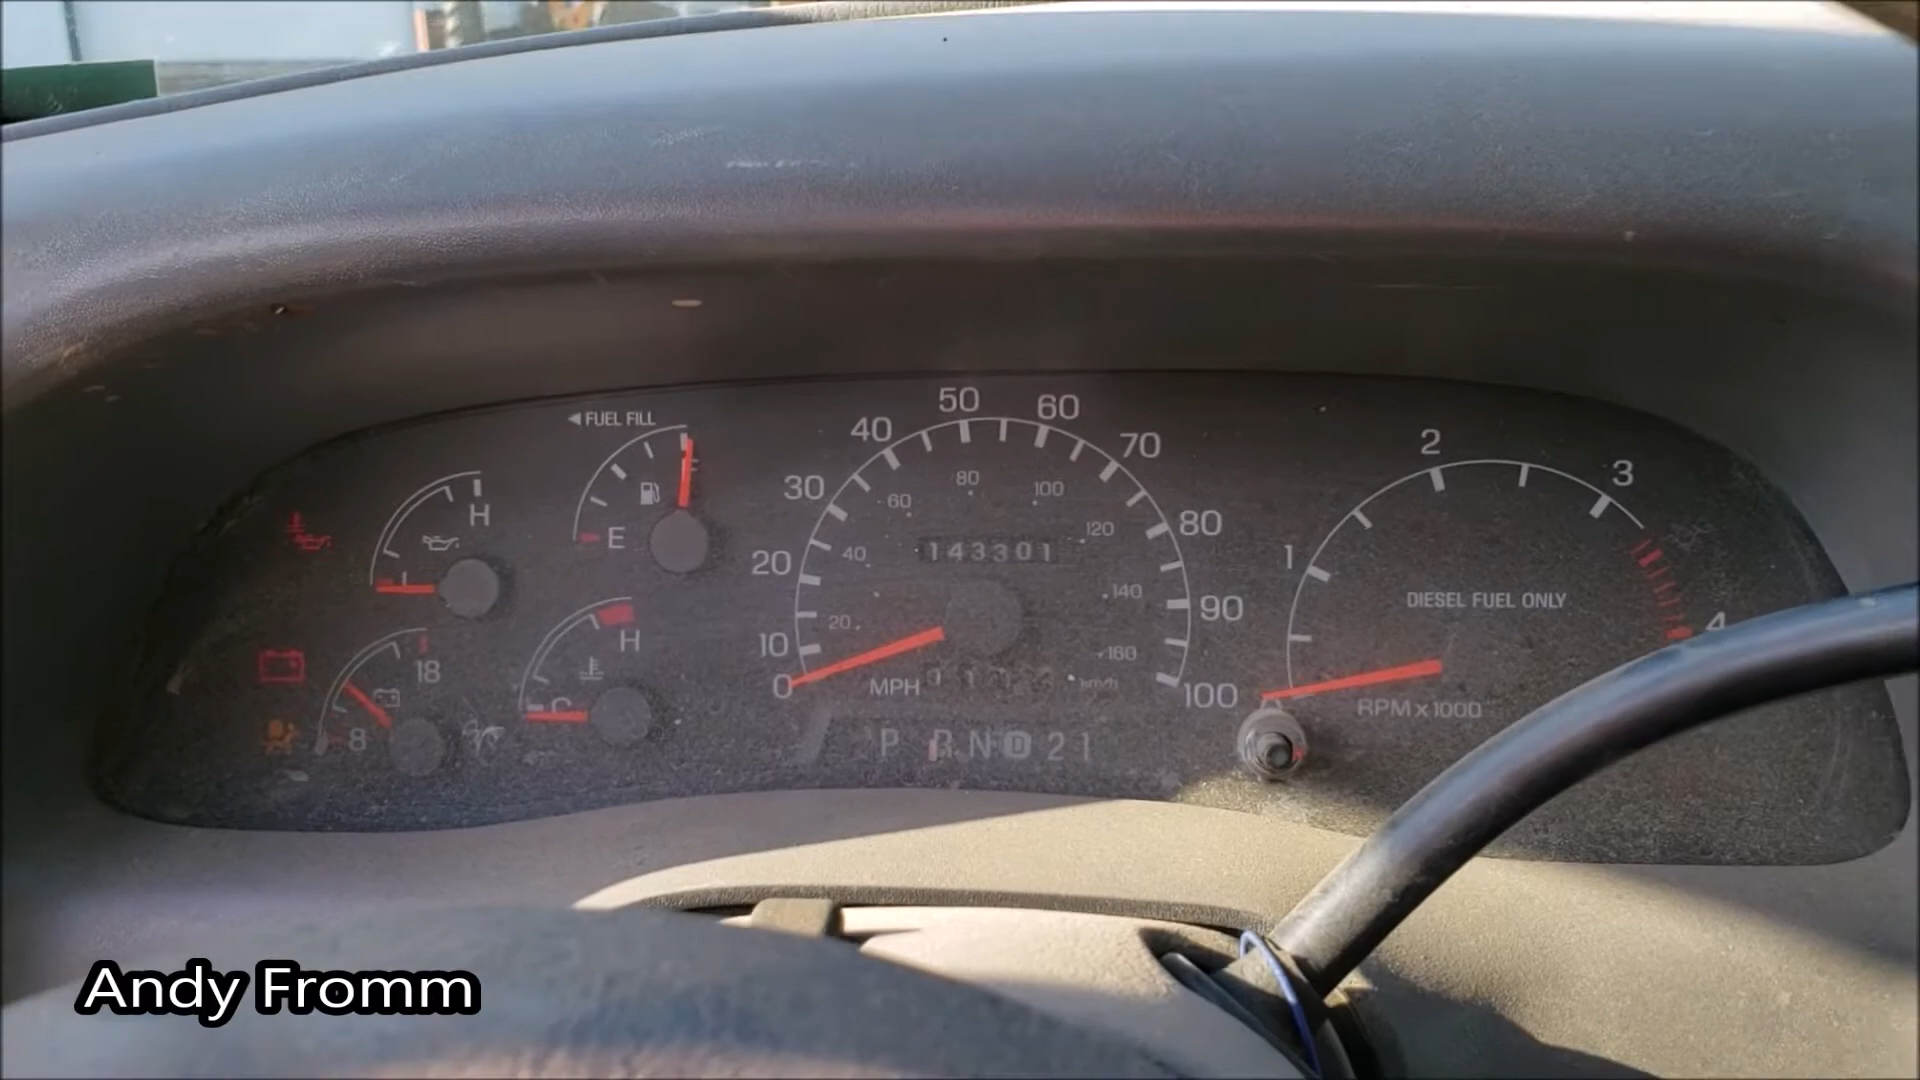 ◄ FUEL FILL
E
H
L
8
18
C
H
0
10
20
30
40
50
60
70
80
90
100
20
40
60
80
100
120
140
160
km/h
143301
MPH
P R N D 2 1
1
2
3
4
DIESEL FUEL ONLY
RPM x 1000
Andy Fromm